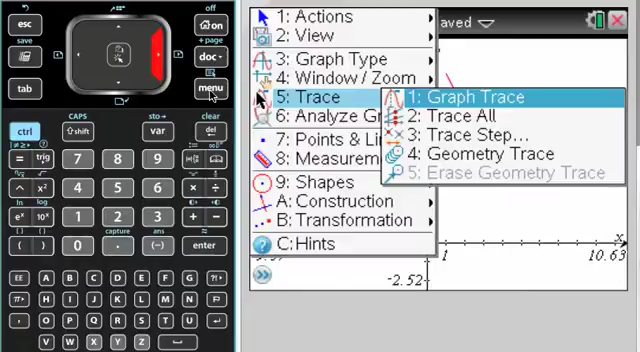 esc
save
tab
off
on
+ page
doc
menu
ctrl
CAPS
shift
sto→
var
clear
del
trig
7
8
9
4
5
6
ln
log
eˣ
10ˣ
1
2
3
capture
ans
≈
(
)
0
.
(−)
enter
EE
A
B
C
D
E
F
G
?!
π
H
I
J
K
L
M
N
O
P
Q
R
S
T
U
V
W
X
Y
Z
1: Actions
2: View
3: Graph Type
4: Window / Zoom
5: Trace
6: Analyze Gr
7: Points & Li
8: Measurem
9: Shapes
A: Construction
B: Transformation
C: Hints
1: Graph Trace
2: Trace All
3: Trace Step...
4: Geometry Trace
5: Erase Geometry Trace
aved
x
1
10.63
-2.52